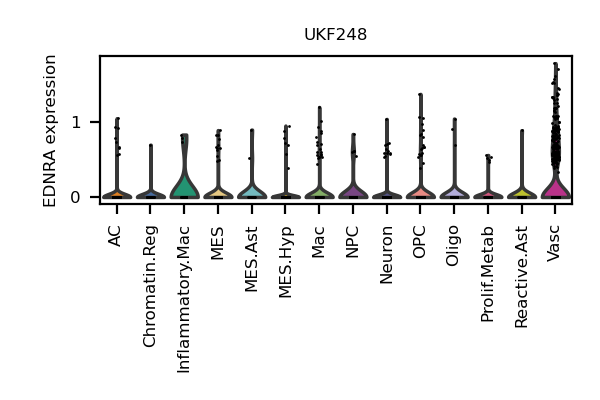 UKF248
EDNRA expression
1
0
AC
Chromatin.Reg
Inflammatory.Mac
MES
MES.Ast
MES.Hyp
Mac
NPC
Neuron
OPC
Oligo
Prolif.Metab
Reactive.Ast
Vasc